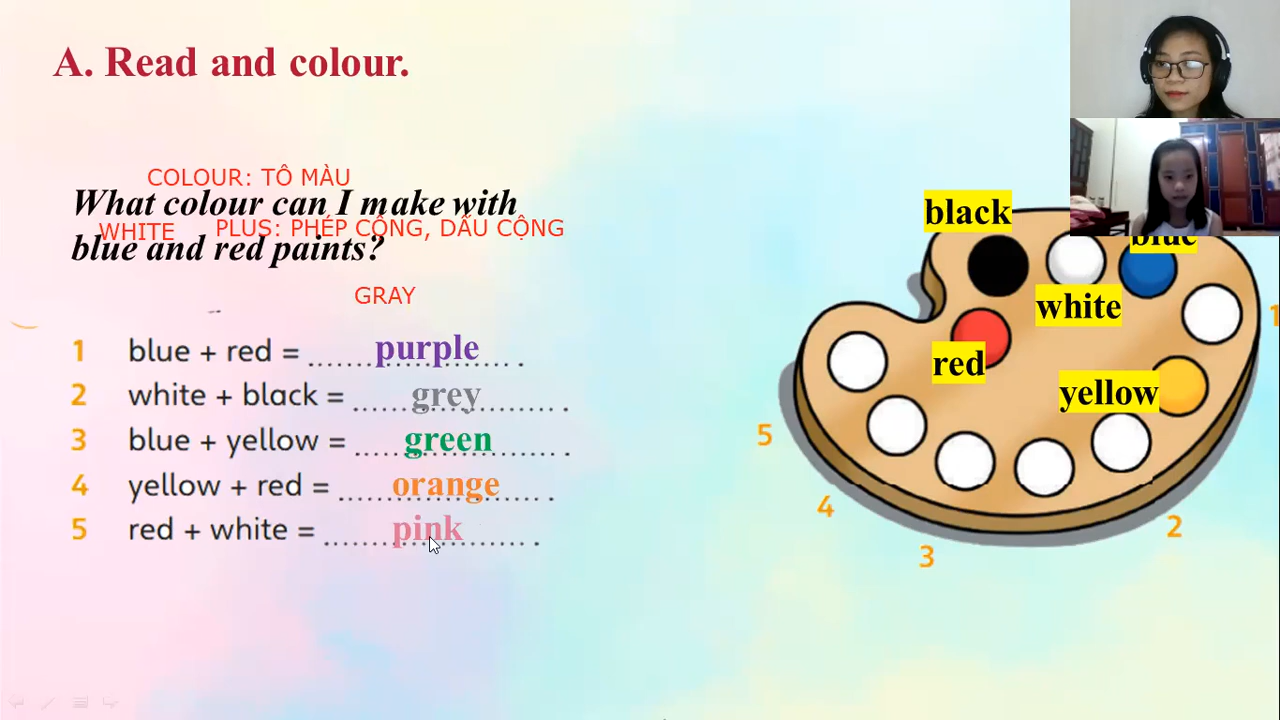 A. Read and colour.
COLOUR: TÔ MÀU
What colour can I make with
WHITE PLUS: PHÉP CỘNG, DẤU CỘNG
blue and red paints?
GRAY
1 blue + red = .................... . purple
2 white + black = .................... . grey
3 blue + yellow = .................... . green
4 yellow + red = .................... . orange
5 red + white = .................... . pink
black
blue
white
red
yellow
1
5
4
2
3